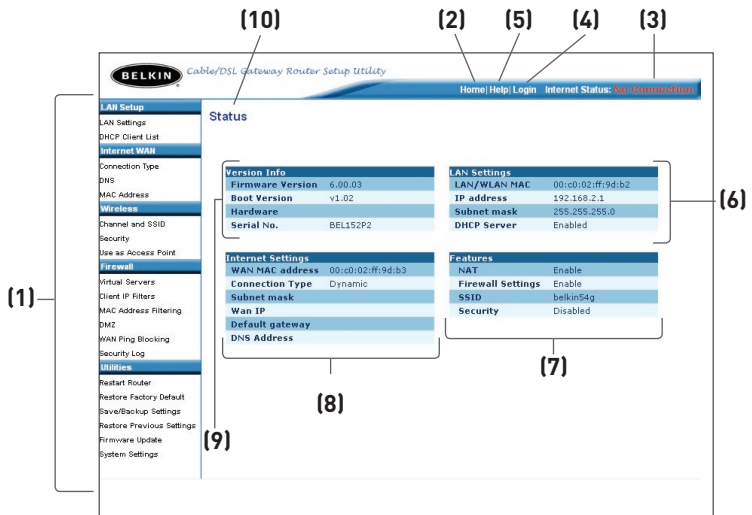 (10) (2) (5) (4) (3)
BELKIN Cable/DSL Gateway Router Setup Utility
Home| Help| Login Internet Status: No Connection
(1)
LAN Setup
LAN Settings
DHCP Client List
Internet WAN
Connection Type
DNS
MAC Address
Wireless
Channel and SSID
Security
Use as Access Point
Firewall
Virtual Servers
Client IP Filters
MAC Address Filtering
DMZ
WAN Ping Blocking
Security Log
Utilities
Restart Router
Restore Factory Default
Save/Backup Settings
Restore Previous Settings
Firmware Update
System Settings
Status
Version Info
Firmware Version 6.00.03
Boot Version v1.02
Hardware
Serial No. BEL152P2
(9)
LAN Settings
LAN/WLAN MAC 00:c0:02:ff:9d:b2
IP address 192.168.2.1
Subnet mask 255.255.255.0
DHCP Server Enabled
(6)
Internet Settings
WAN MAC address 00:c0:02:ff:9d:b3
Connection Type Dynamic
Subnet mask
Wan IP
Default gateway
DNS Address
(8)
Features
NAT Enable
Firewall Settings Enable
SSID belkin54g
Security Disabled
(7)